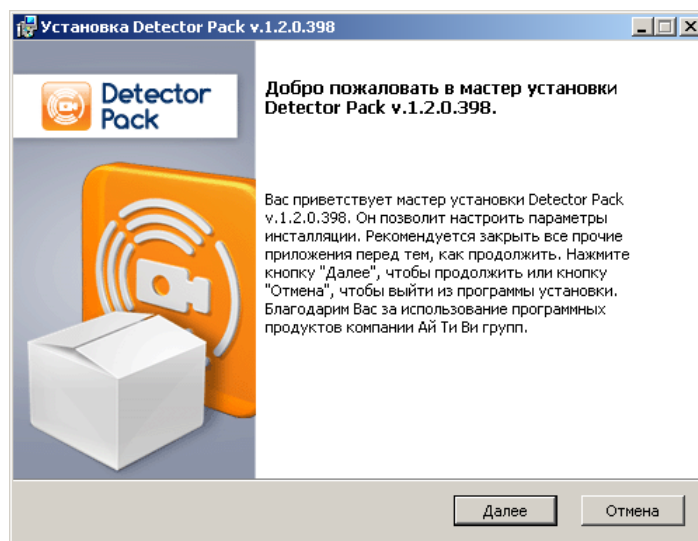 Установка Detector Pack v.1.2.0.398
Detector
Pack
Добро пожаловать в мастер установки
Detector Pack v.1.2.0.398.
Вас приветствует мастер установки Detector Pack
v.1.2.0.398. Он позволит настроить параметры
инсталляции. Рекомендуется закрыть все прочие
приложения перед тем, как продолжить. Нажмите
кнопку "Далее", чтобы продолжить или кнопку
"Отмена", чтобы выйти из программы установки.
Благодарим Вас за использование программных
продуктов компании Ай Ти Ви групп.
Далее
Отмена